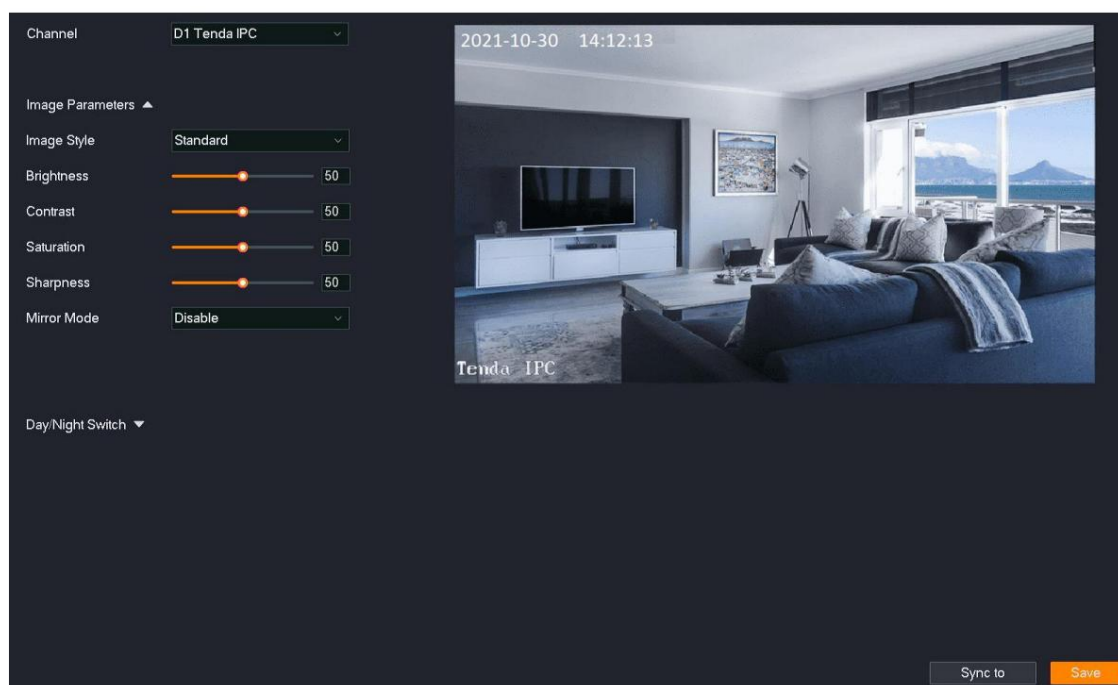 Channel D1 Tenda IPC
2021-10-30 14:12:13
Image Parameters
Image Style Standard
Brightness 50
Contrast 50
Saturation 50
Sharpness 50
Mirror Mode Disable
Tenda IPC
Day/Night Switch
Sync to Save